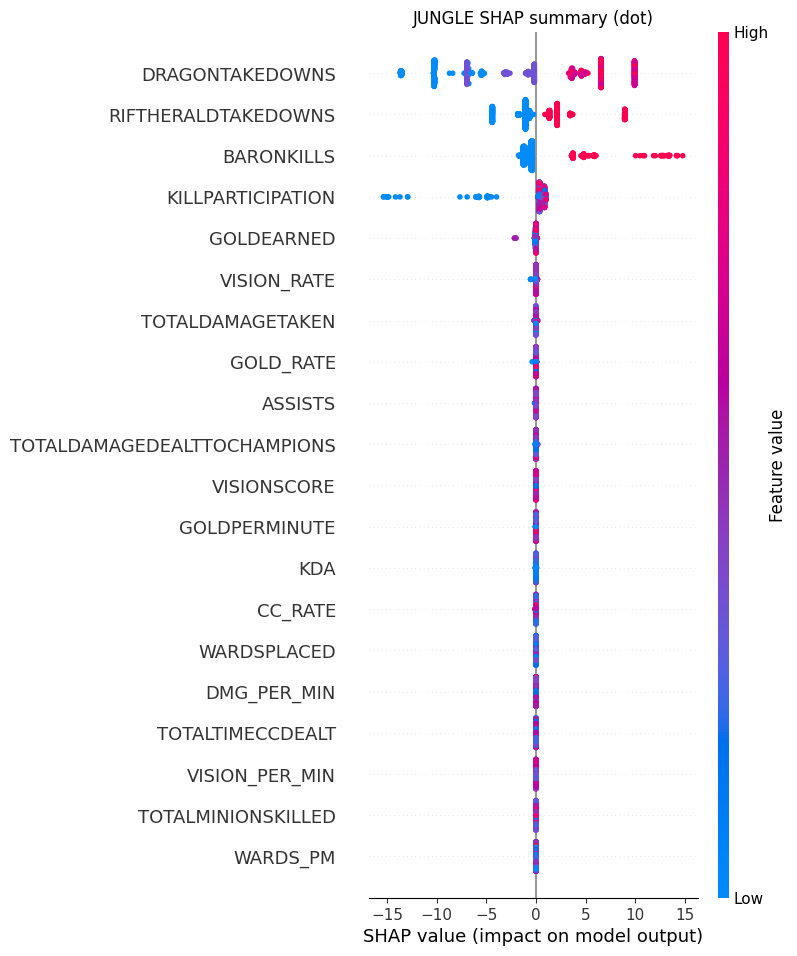 JUNGLE SHAP summary (dot)
High
DRAGONTAKEDOWNS
RIFTHERALDTAKEDOWNS
BARONKILLS
KILLPARTICIPATION
GOLDEARNED
VISION_RATE
TOTALDAMAGETAKEN
GOLD_RATE
ASSISTS
TOTALDAMAGEDEALTTOCHAMPIONS
VISIONSCORE
GOLDPERMINUTE
KDA
CC_RATE
WARDSPLACED
DMG_PER_MIN
TOTALTIMECCDEALT
VISION_PER_MIN
TOTALMINIONSKILLED
WARDS_PM
Feature value
Low
−15 −10 −5 0 5 10 15
SHAP value (impact on model output)